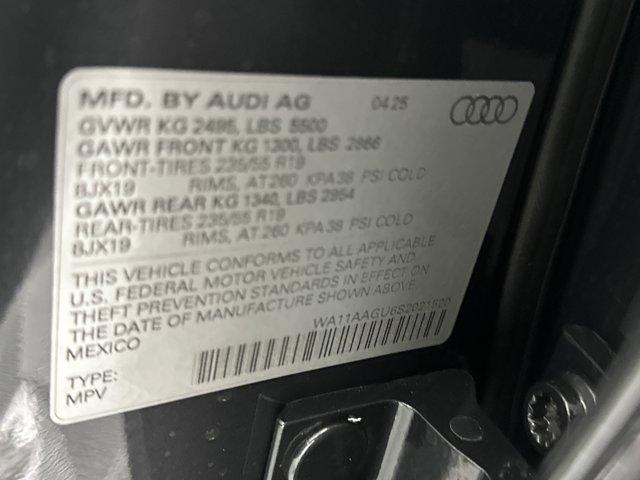 MFD. BY AUDI AG 04 25
GVWR KG 2495, LBS 5500
GAWR FRONT KG 1300, LBS 2866
FRONT-TIRES 235/55 R19
8JX19 RIMS, AT 260 KPA 38 PSI COLD
GAWR REAR KG 1340, LBS 2954
REAR-TIRES 235/55 R19
8JX19 RIMS, AT 260 KPA 38 PSI COLD
THIS VEHICLE CONFORMS TO ALL APPLICABLE
U.S. FEDERAL MOTOR VEHICLE SAFETY AND
THEFT PREVENTION STANDARDS IN EFFECT ON
THE DATE OF MANUFACTURE SHOWN ABOVE.
MEXICO
TYPE:
MPV